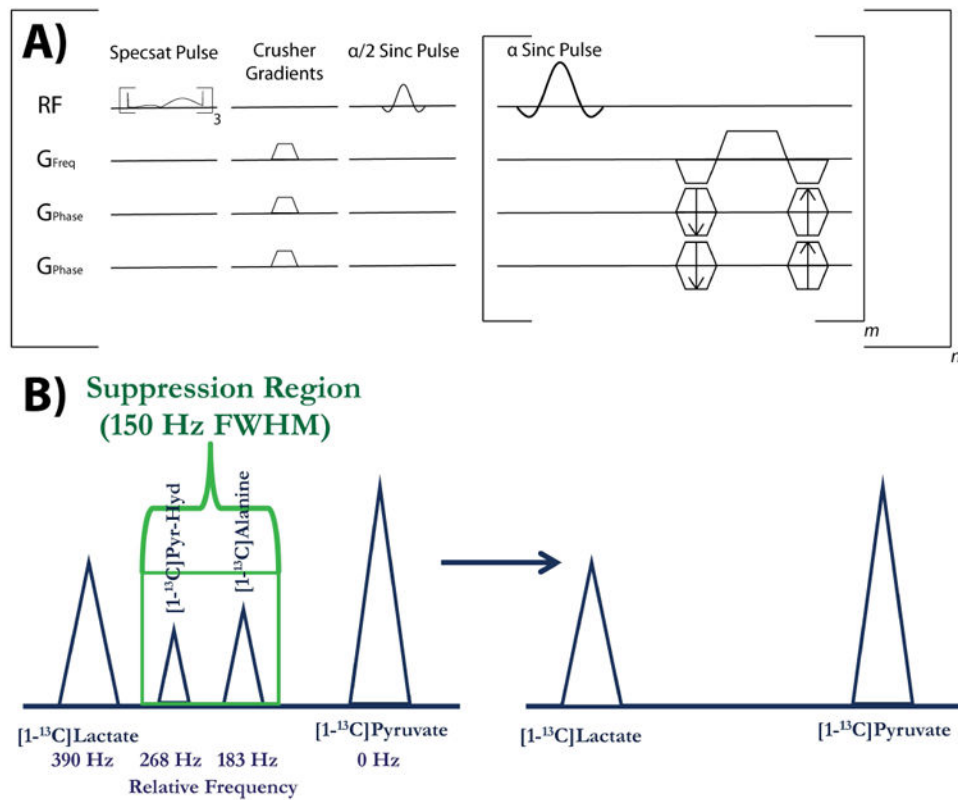 A)
Specsat Pulse
Crusher
Gradients
α/2 Sinc Pulse
α Sinc Pulse
RF
3
GFreq
GPhase
GPhase
m
n
B)
Suppression Region
(150 Hz FWHM)
[1-¹³C]Pyr-Hyd
[1-¹³C]Alanine
[1-¹³C]Lactate
[1-¹³C]Pyruvate
[1-¹³C]Lactate
[1-¹³C]Pyruvate
390 Hz 268 Hz 183 Hz 0 Hz
Relative Frequency